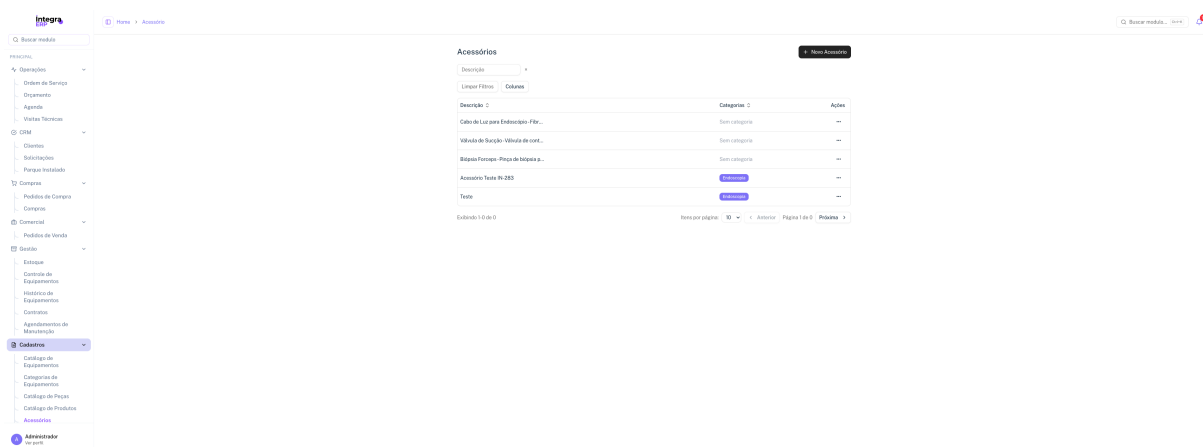 integra
ERP
Buscar modulo
PRINCIPAL
Operações
Ordem de Serviço
Orçamento
Agenda
Visitas Técnicas
CRM
Clientes
Solicitações
Parque Instalado
Compras
Pedidos de Compra
Compras
Comercial
Pedidos de Venda
Gestão
Estoque
Controle de
Equipamentos
Histórico de
Equipamentos
Contratos
Agendamentos de
Manutenção
Cadastros
Catálogo de
Equipamentos
Categorias de
Equipamentos
Catálogo de Peças
Catálogo de Produtos
Acessórios
A
Administrador
Ver perfil
Home > Acessório
Buscar modulo...
Acessórios
+ Novo Acessório
Descrição
Limpar Filtros Colunas
Descrição Categorias Ações
Cabo de Luz para Endoscópio - Fibr... Sem categoria
Válvula de Sucção - Válvula de cont... Sem categoria
Biópsia Forceps - Pinça de biópsia p... Sem categoria
Acessório Teste IN-283 Endoscopia
Teste Endoscopia
Exibindo 1-0 de 0 Itens por página: 10 Anterior Página 1 de 0 Próxima